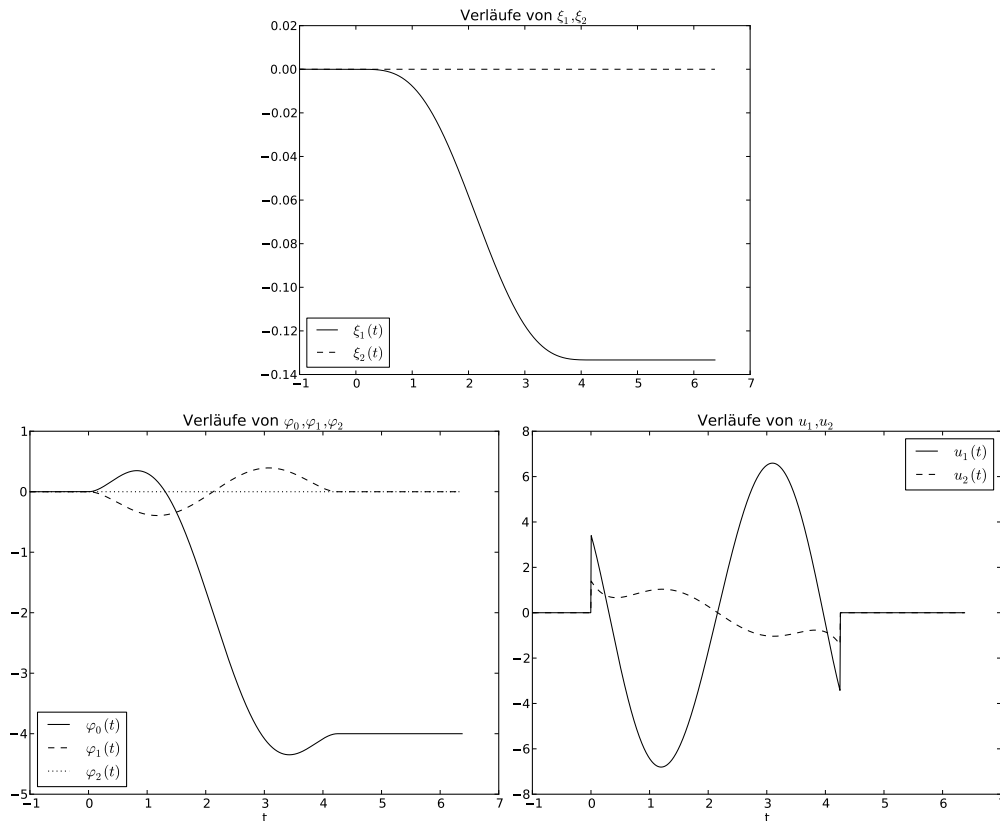 Verläufe von ξ₁,ξ₂
0.02
0.00
−0.02
−0.04
−0.06
−0.08
−0.10
−0.12
−0.14
ξ₁(t)
ξ₂(t)
−1 0 1 2 3 4 5 6 7
Verläufe von φ₀,φ₁,φ₂
1
0
−1
−2
−3
−4
−5
φ₀(t)
φ₁(t)
φ₂(t)
−1 0 1 2 3 4 5 6 7
t
Verläufe von u₁,u₂
8
6
4
2
0
−2
−4
−6
−8
u₁(t)
u₂(t)
−1 0 1 2 3 4 5 6 7
t